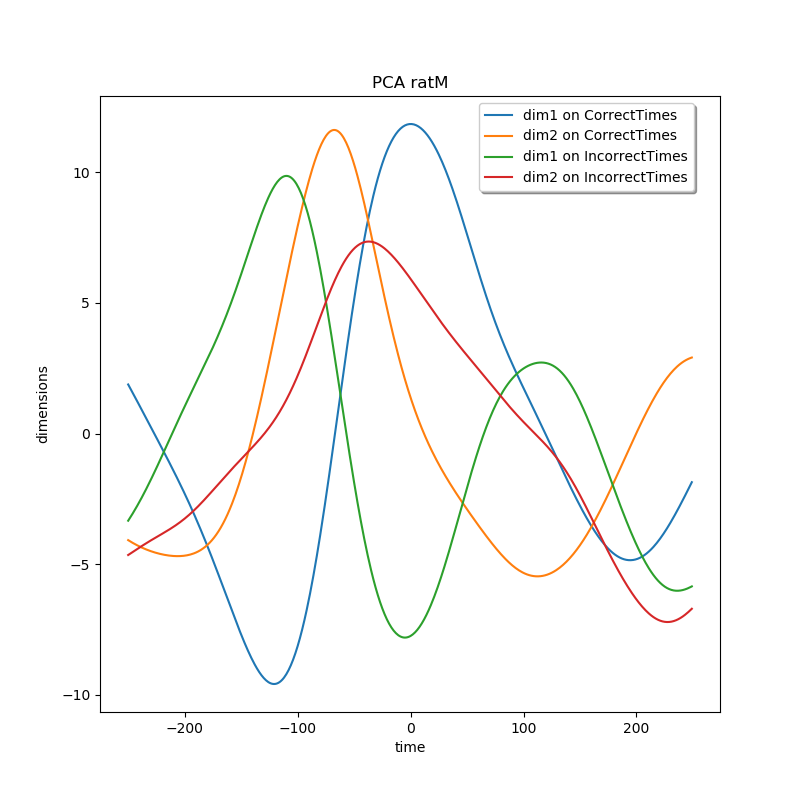 PCA ratM
dim1 on CorrectTimes
dim2 on CorrectTimes
dim1 on IncorrectTimes
dim2 on IncorrectTimes
10
5
0
−5
−10
dimensions
−200
−100
0
100
200
time